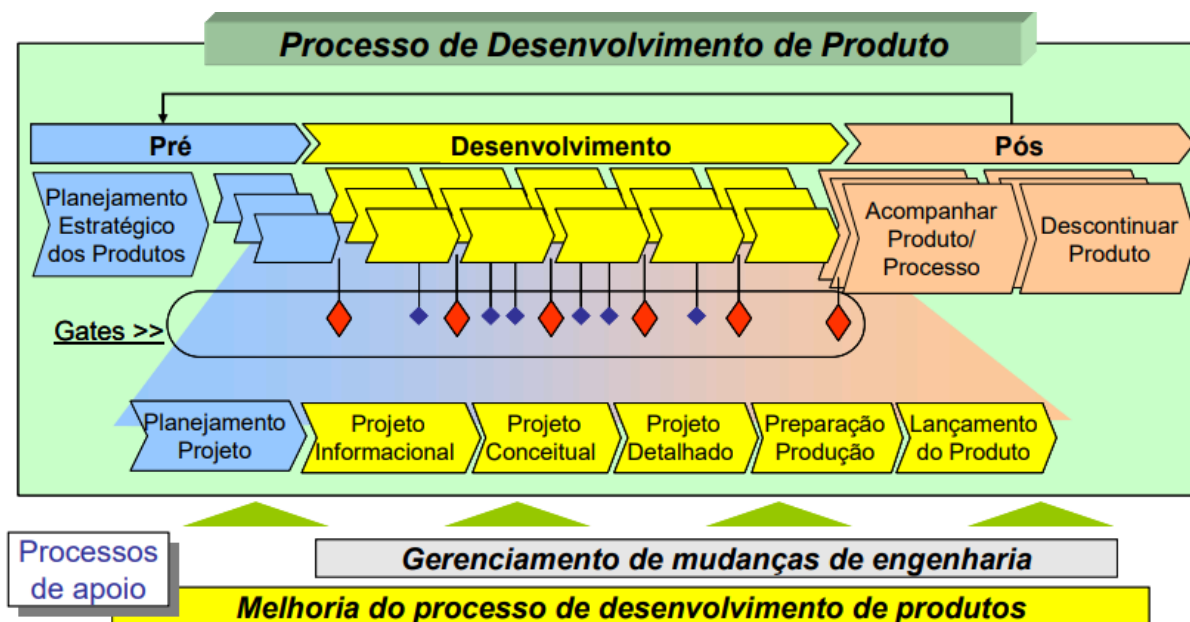 Processo de Desenvolvimento de Produto
Pré
Desenvolvimento
Pós
Planejamento
Estratégico
dos Produtos
Acompanhar
Produto/
Processo
Descontinuar
Produto
Gates >>
Planejamento
Projeto
Projeto
Informacional
Projeto
Conceitual
Projeto
Detalhado
Preparação
Produção
Lançamento
do Produto
Processos
de apoio
Gerenciamento de mudanças de engenharia
Melhoria do processo de desenvolvimento de produtos